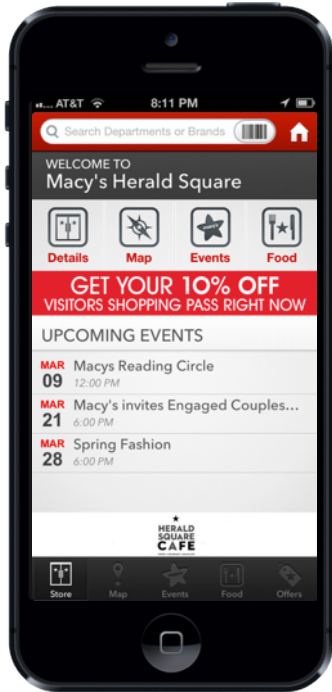 AT&T 8:11 PM
Search Departments or Brands
WELCOME TO
Macy's Herald Square
Details Map Events Food
GET YOUR 10% OFF
VISITORS SHOPPING PASS RIGHT NOW
UPCOMING EVENTS
MAR Macys Reading Circle
09 12:00 PM
MAR Macy's invites Engaged Couples...
21 6:00 PM
MAR Spring Fashion
28 6:00 PM
HERALD
SQUARE
CAFE
Store Map Events Food Offers